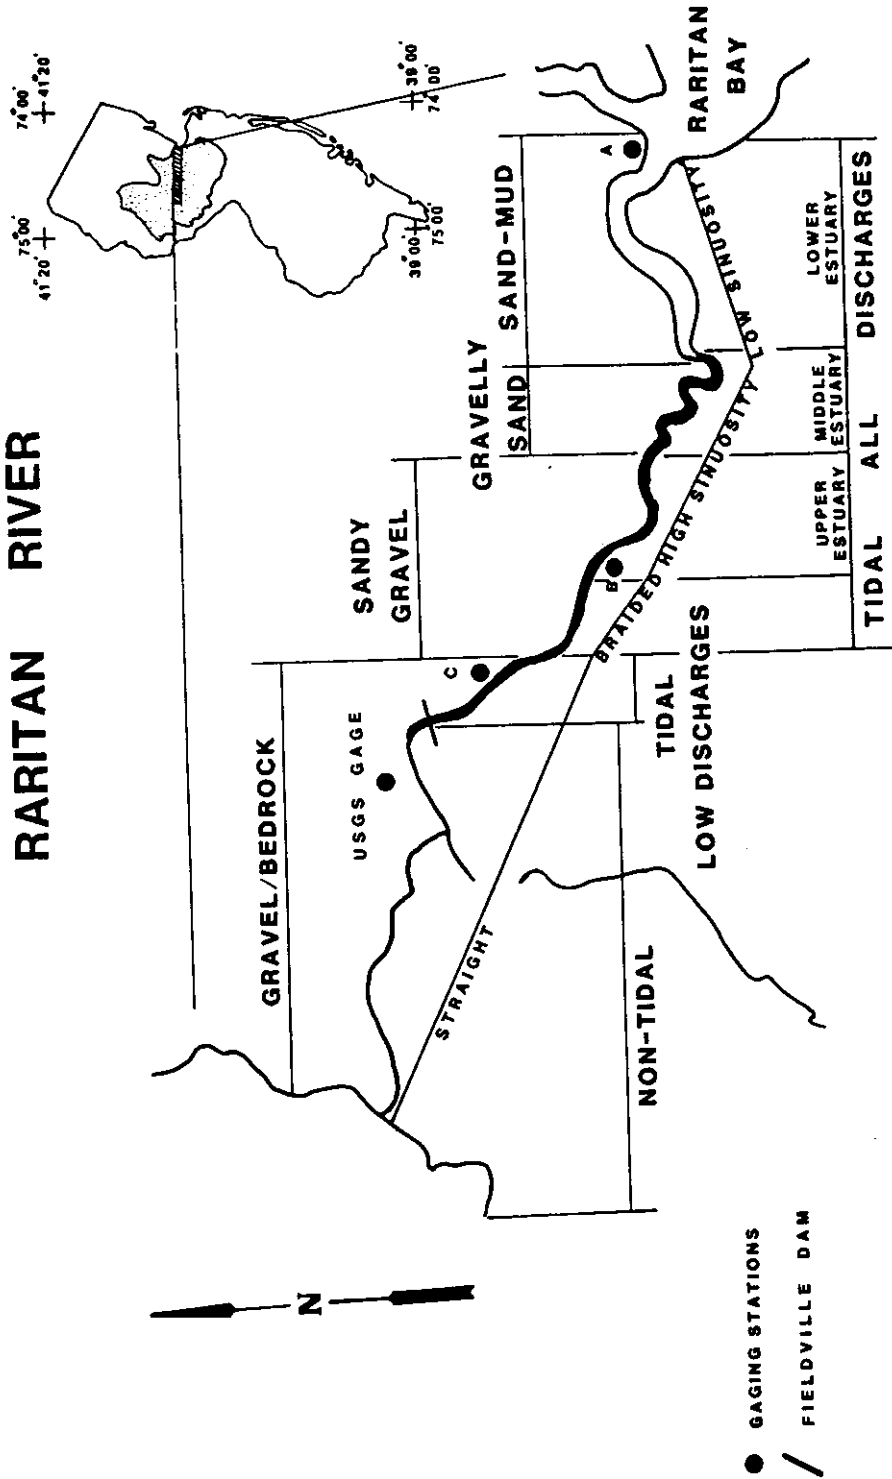 RARITAN RIVER
75°00'
74°00'
41°20'
41°20'
39°00'
39°00'
75°00'
74°00'
GRAVEL/BEDROCK
SANDY
GRAVEL
GRAVELLY
SAND
SAND-MUD
USGS GAGE
C
B
A
RARITAN
BAY
STRAIGHT
BRAIDED
HIGH SINUOSITY
LOW SINUOSITY
NON-TIDAL
TIDAL
LOW DISCHARGES
UPPER
ESTUARY
MIDDLE
ESTUARY
LOWER
ESTUARY
TIDAL ALL DISCHARGES
N
GAGING STATIONS
FIELDVILLE DAM